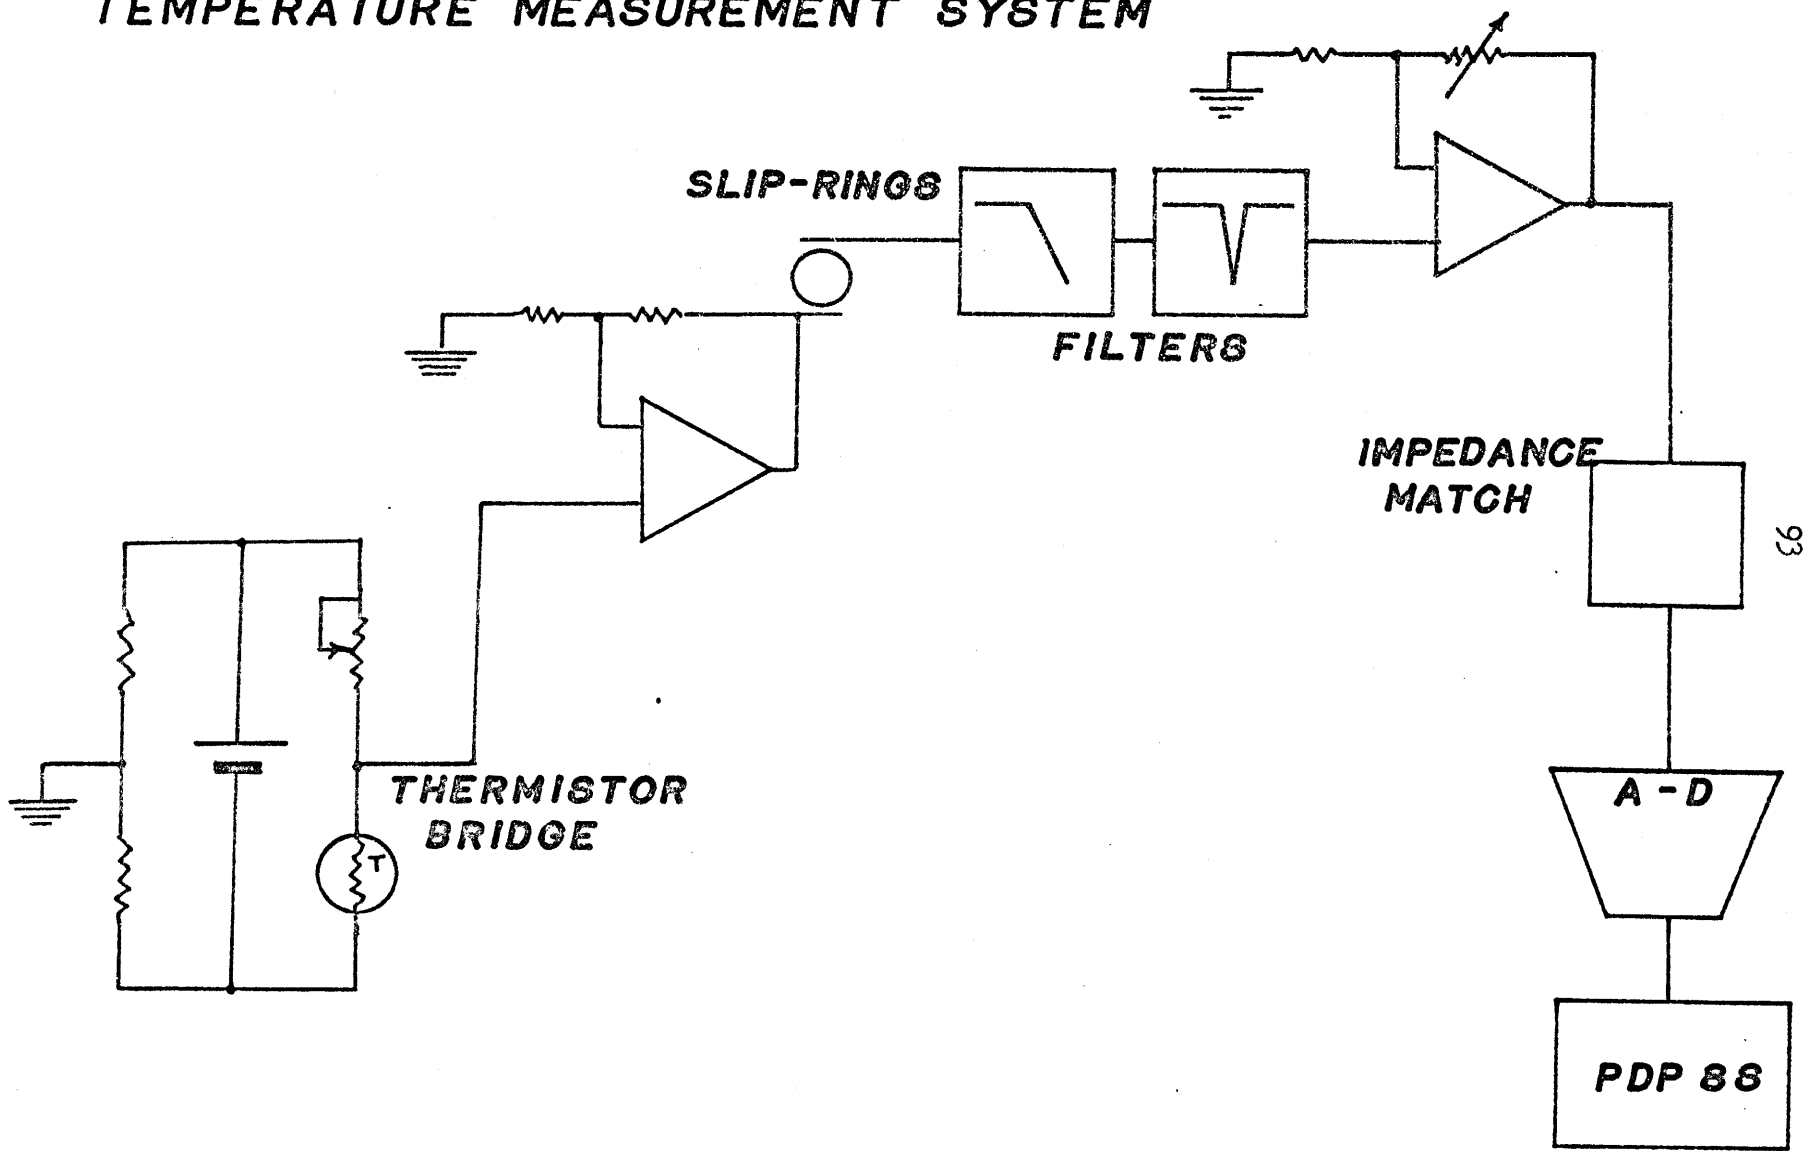 TEMPERATURE MEASUREMENT SYSTEM
SLIP-RINGS
FILTERS
IMPEDANCE
MATCH
93
THERMISTOR
BRIDGE
T
A-D
PDP 8S